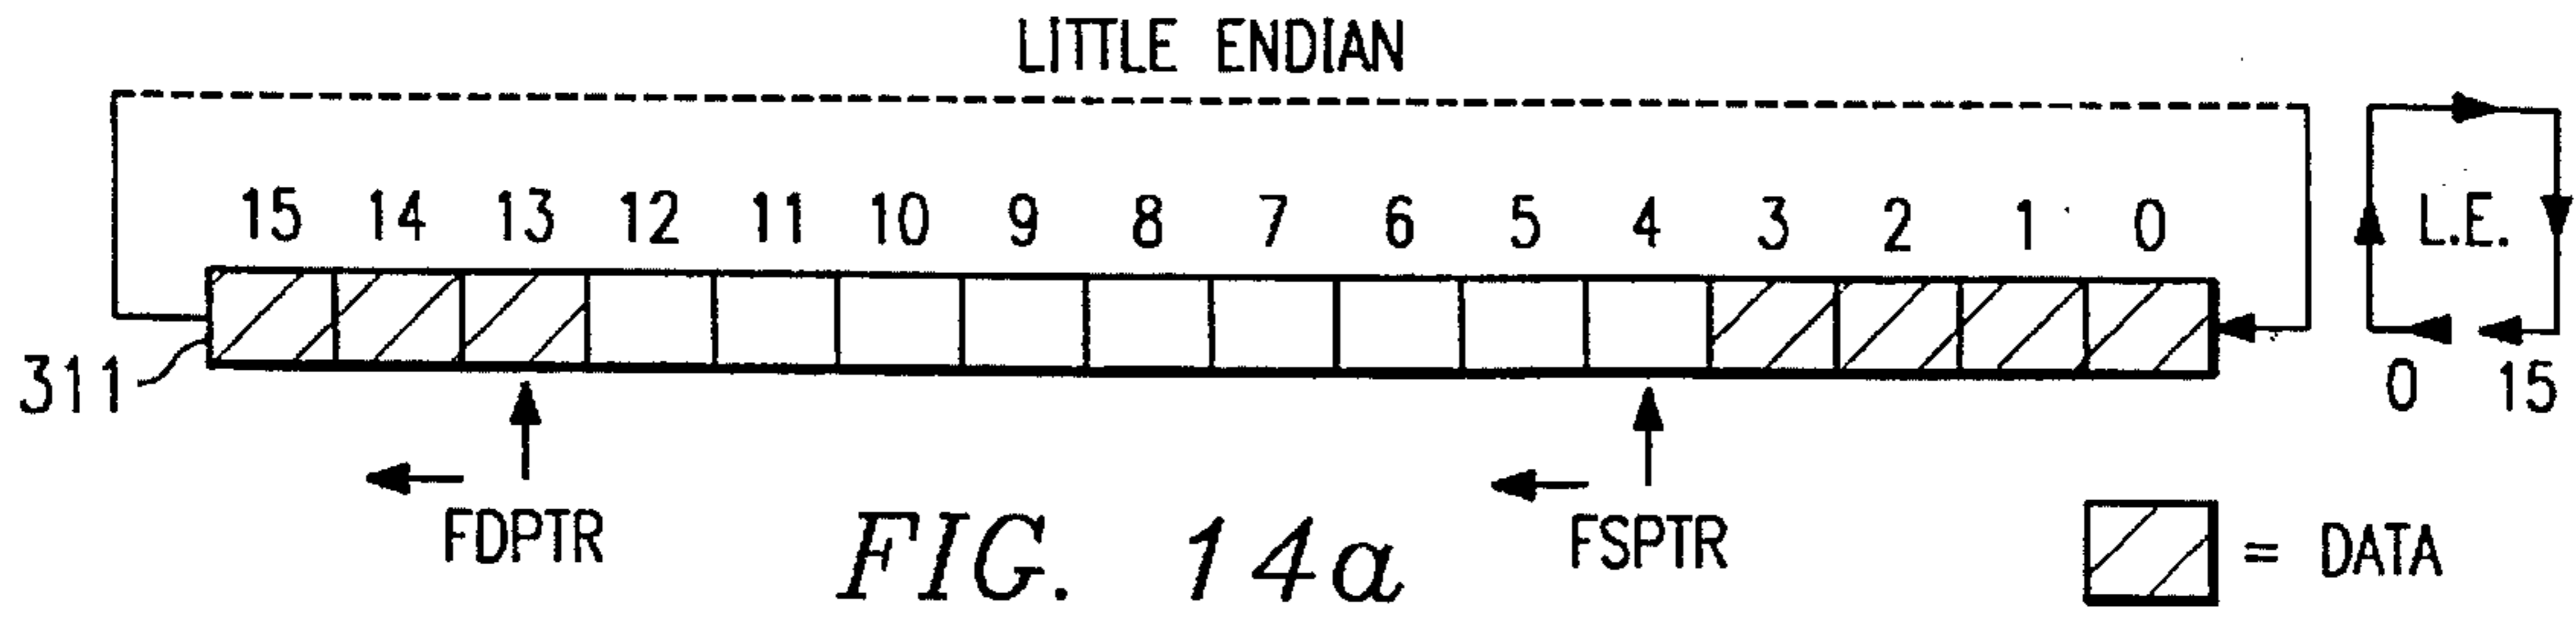 LITTLE ENDIAN
15 14 13 12 11 10 9 8 7 6 5 4 3 2 1 0 L.E.
311 0 15
FDPTR FSPTR = DATA
FIG. 14a